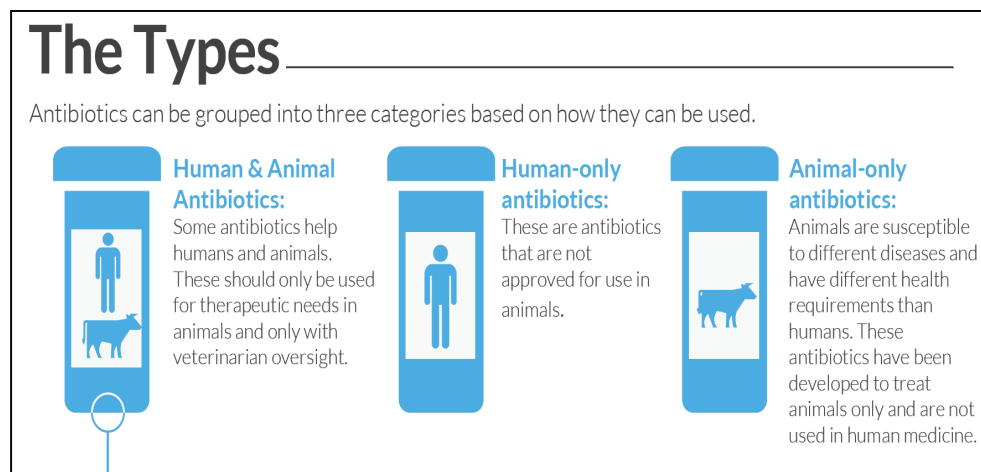 The Types
Antibiotics can be grouped into three categories based on how they can be used.
Human & Animal
Antibiotics:
Some antibiotics help
humans and animals.
These should only be used
for therapeutic needs in
animals and only with
veterinarian oversight.
Human-only
antibiotics:
These are antibiotics
that are not
approved for use in
animals.
Animal-only
antibiotics:
Animals are susceptible
to different diseases and
have different health
requirements than
humans. These
antibiotics have been
developed to treat
animals only and are not
used in human medicine.